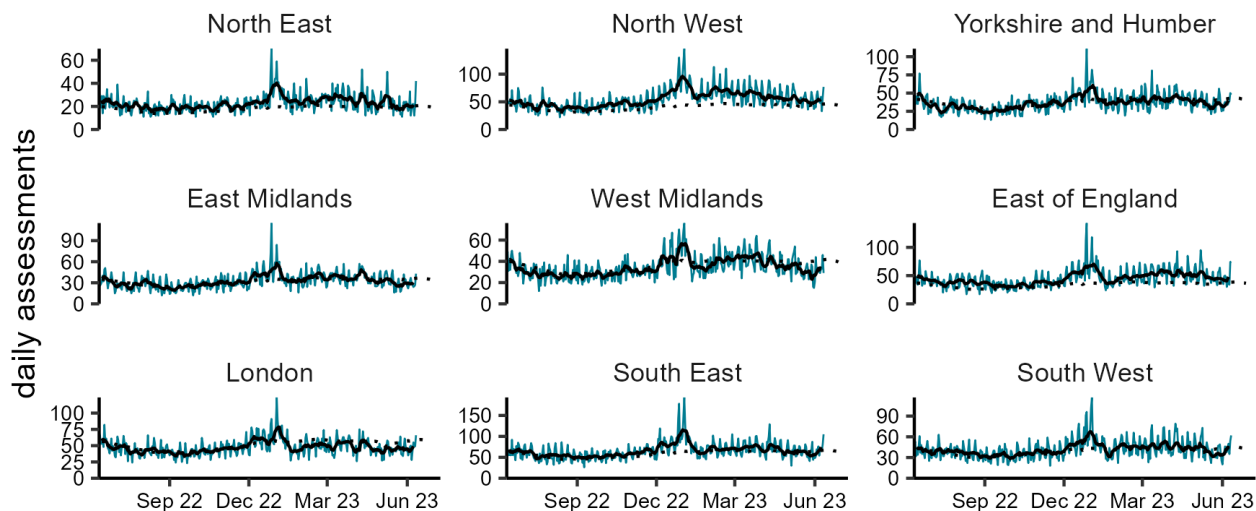 daily assessments
North East
60
40
20
0
North West
100
50
0
Yorkshire and Humber
100
75
50
25
0
East Midlands
90
60
30
0
West Midlands
60
40
20
0
East of England
100
50
0
London
100
75
50
25
0
Sep 22 Dec 22 Mar 23 Jun 23
South East
150
100
50
0
Sep 22 Dec 22 Mar 23 Jun 23
South West
90
60
30
0
Sep 22 Dec 22 Mar 23 Jun 23